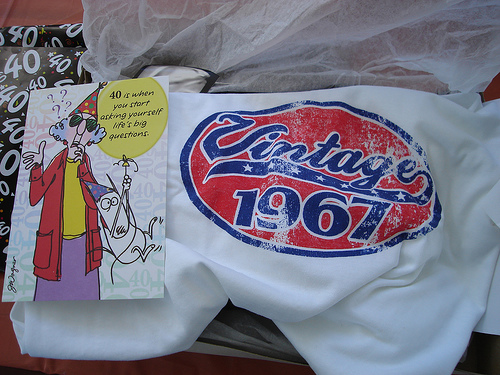 40 is when
you start
asking yourself
life's big
questions.
Vintage
1967
40
40
40
40
40